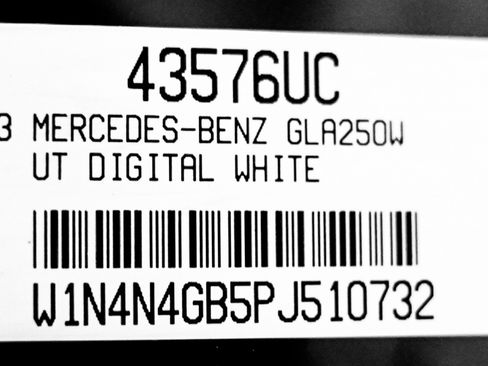 43576UC
3 MERCEDES-BENZ GLA250W
UT DIGITAL WHITE
W1N4N4GB5PJ510732